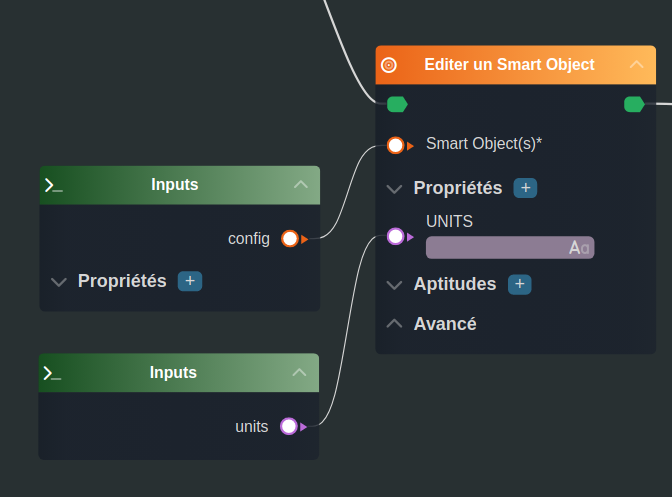 Editer un Smart Object
Smart Object(s)*
Propriétés +
UNITS
Aa
Aptitudes +
Avancé
Inputs
config
Propriétés +
Inputs
units